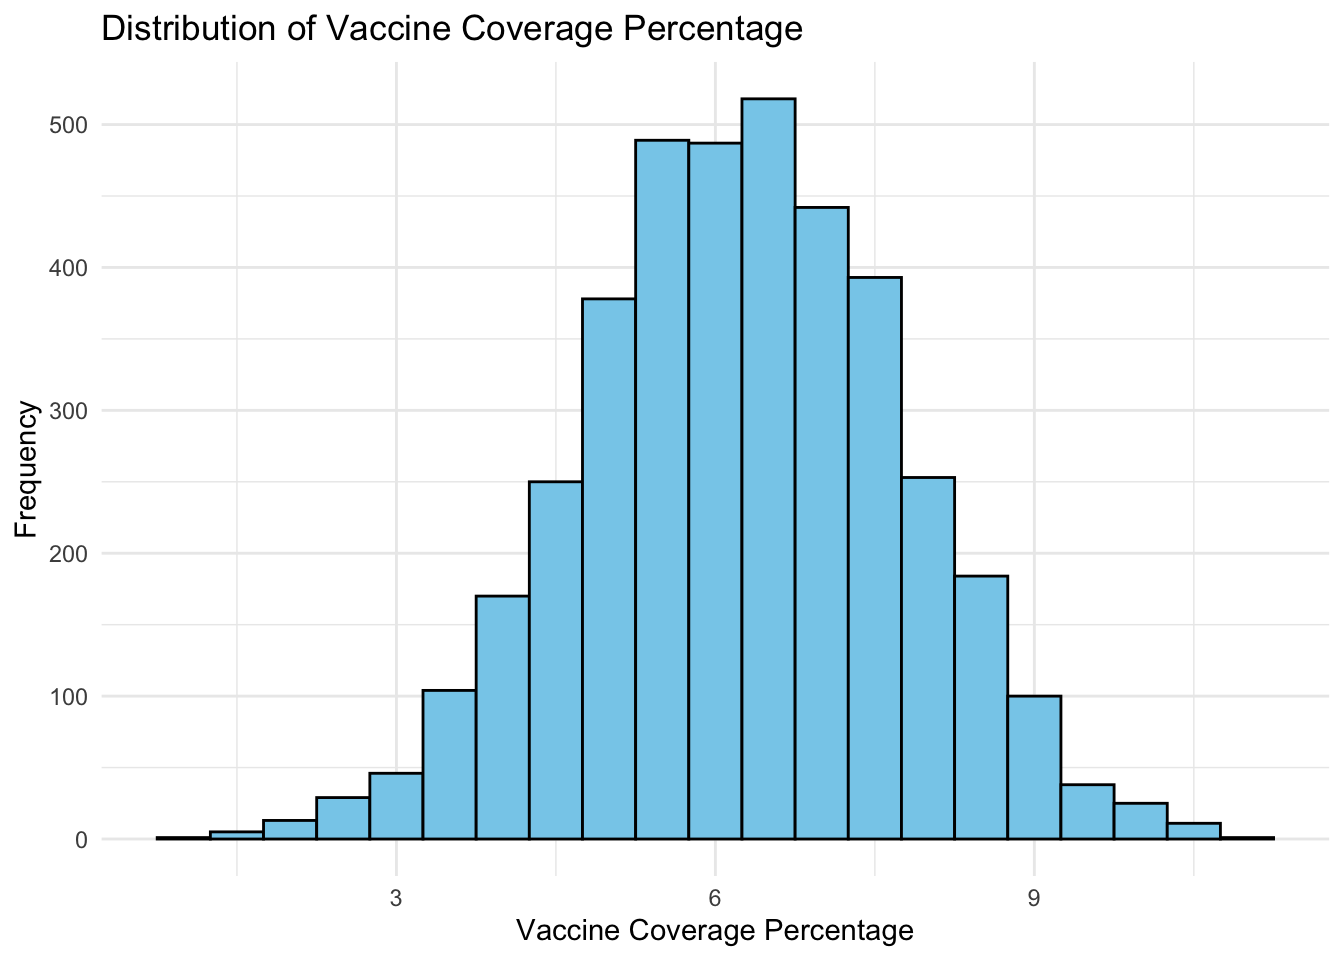 Distribution of Vaccine Coverage Percentage
500
400
300
200
100
0
Frequency
3 6 9
Vaccine Coverage Percentage